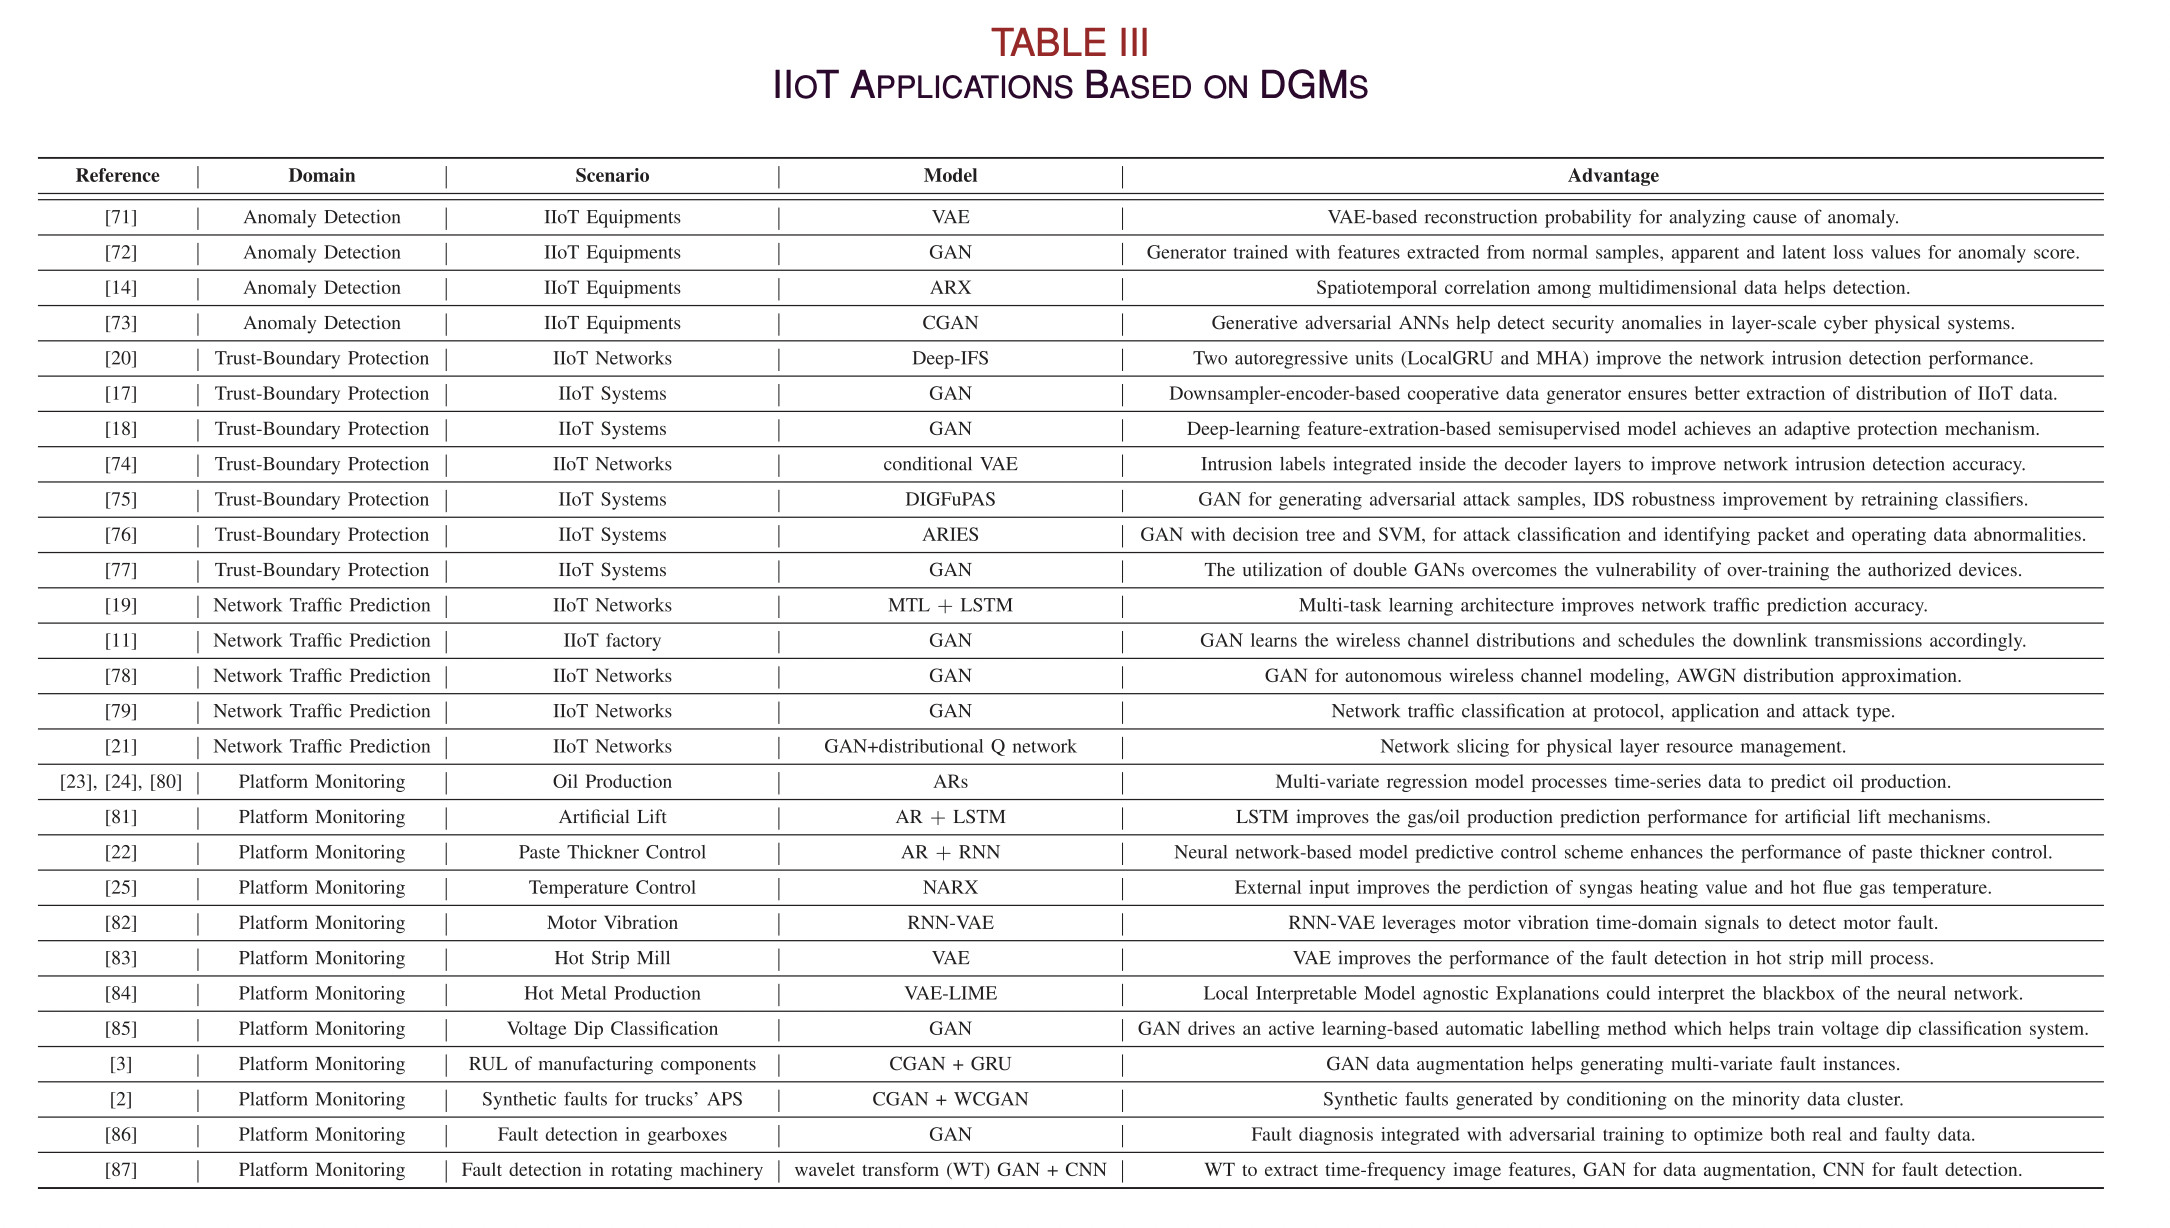 TABLE III
IIoT Applications Based on DGMs
Reference | Domain | Scenario | Model | Advantage
[71] | Anomaly Detection | IIoT Equipments | VAE | VAE-based reconstruction probability for analyzing cause of anomaly.
[72] | Anomaly Detection | IIoT Equipments | GAN | Generator trained with features extracted from normal samples, apparent and latent loss values for anomaly score.
[14] | Anomaly Detection | IIoT Equipments | ARX | Spatiotemporal correlation among multidimensional data helps detection.
[73] | Anomaly Detection | IIoT Equipments | CGAN | Generative adversarial ANNs help detect security anomalies in layer-scale cyber physical systems.
[20] | Trust-Boundary Protection | IIoT Networks | Deep-IFS | Two autoregressive units (LocalGRU and MHA) improve the network intrusion detection performance.
[17] | Trust-Boundary Protection | IIoT Systems | GAN | Downsampler-encoder-based cooperative data generator ensures better extraction of distribution of IIoT data.
[18] | Trust-Boundary Protection | IIoT Systems | GAN | Deep-learning feature-extration-based semisupervised model achieves an adaptive protection mechanism.
[74] | Trust-Boundary Protection | IIoT Networks | conditional VAE | Intrusion labels integrated inside the decoder layers to improve network intrusion detection accuracy.
[75] | Trust-Boundary Protection | IIoT Systems | DIGFuPAS | GAN for generating adversarial attack samples, IDS robustness improvement by retraining classifiers.
[76] | Trust-Boundary Protection | IIoT Systems | ARIES | GAN with decision tree and SVM, for attack classification and identifying packet and operating data abnormalities.
[77] | Trust-Boundary Protection | IIoT Systems | GAN | The utilization of double GANs overcomes the vulnerability of over-training the authorized devices.
[19] | Network Traffic Prediction | IIoT Networks | MTL + LSTM | Multi-task learning architecture improves network traffic prediction accuracy.
[11] | Network Traffic Prediction | IIoT factory | GAN | GAN learns the wireless channel distributions and schedules the downlink transmissions accordingly.
[78] | Network Traffic Prediction | IIoT Networks | GAN | GAN for autonomous wireless channel modeling, AWGN distribution approximation.
[79] | Network Traffic Prediction | IIoT Networks | GAN | Network traffic classification at protocol, application and attack type.
[21] | Network Traffic Prediction | IIoT Networks | GAN+distributional Q network | Network slicing for physical layer resource management.
[23], [24], [80] | Platform Monitoring | Oil Production | ARs | Multi-variate regression model processes time-series data to predict oil production.
[81] | Platform Monitoring | Artificial Lift | AR + LSTM | LSTM improves the gas/oil production prediction performance for artificial lift mechanisms.
[22] | Platform Monitoring | Paste Thickner Control | AR + RNN | Neural network-based model predictive control scheme enhances the performance of paste thickner control.
[25] | Platform Monitoring | Temperature Control | NARX | External input improves the perdiction of syngas heating value and hot flue gas temperature.
[82] | Platform Monitoring | Motor Vibration | RNN-VAE | RNN-VAE leverages motor vibration time-domain signals to detect motor fault.
[83] | Platform Monitoring | Hot Strip Mill | VAE | VAE improves the performance of the fault detection in hot strip mill process.
[84] | Platform Monitoring | Hot Metal Production | VAE-LIME | Local Interpretable Model agnostic Explanations could interpret the blackbox of the neural network.
[85] | Platform Monitoring | Voltage Dip Classification | GAN | GAN drives an active learning-based automatic labelling method which helps train voltage dip classification system.
[3] | Platform Monitoring | RUL of manufacturing components | CGAN + GRU | GAN data augmentation helps generating multi-variate fault instances.
[2] | Platform Monitoring | Synthetic faults for trucks' APS | CGAN + WCGAN | Synthetic faults generated by conditioning on the minority data cluster.
[86] | Platform Monitoring | Fault detection in gearboxes | GAN | Fault diagnosis integrated with adversarial training to optimize both real and faulty data.
[87] | Platform Monitoring | Fault detection in rotating machinery | wavelet transform (WT) GAN + CNN | WT to extract time-frequency image features, GAN for data augmentation, CNN for fault detection.